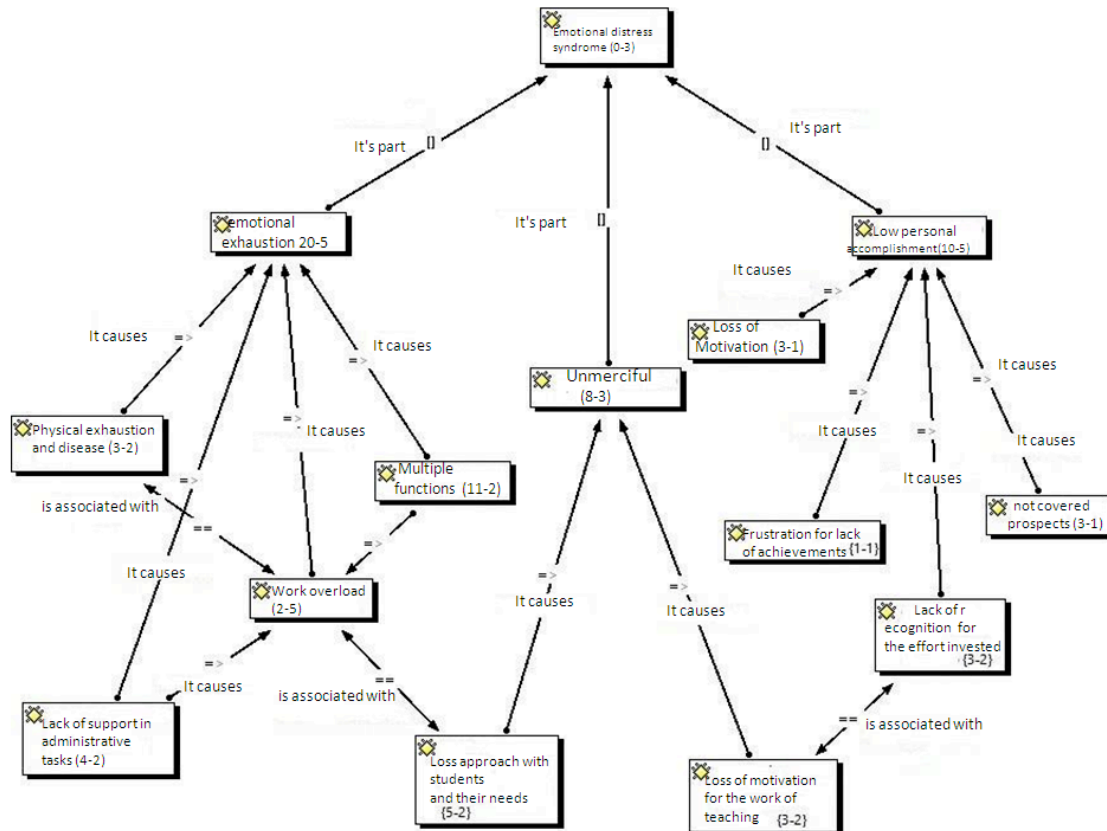 Emotional distress
syndrome (0-3)
It's part
[]
It's part
[]
It's part
[]
emotional
exhaustion 20-5
Low personal
accomplishment(10-5)
It causes
=>
It causes
=>
It causes
=>
Loss of
Motivation (3-1)
Unmerciful
(8-3)
=>
It causes
=>
It causes
=>
It causes
=>
It causes
=>
Physical exhaustion
and disease (3-2)
Multiple
functions (11-2)
is associated with
==
=>
=>
It causes
not covered
prospects (3-1)
Frustration for lack
of achievements {1-1}
It causes
Work overload
(2-5)
=>
It causes
=>
It causes
Lack of r
ecognition for
the effort invested
{3-2}
=>
It causes
==
is associated with
==
is associated with
Lack of support in
administrative
tasks (4-2)
Loss approach with
students
and their needs
{5-2}
Loss of motivation
for the work of
teaching {3-2}